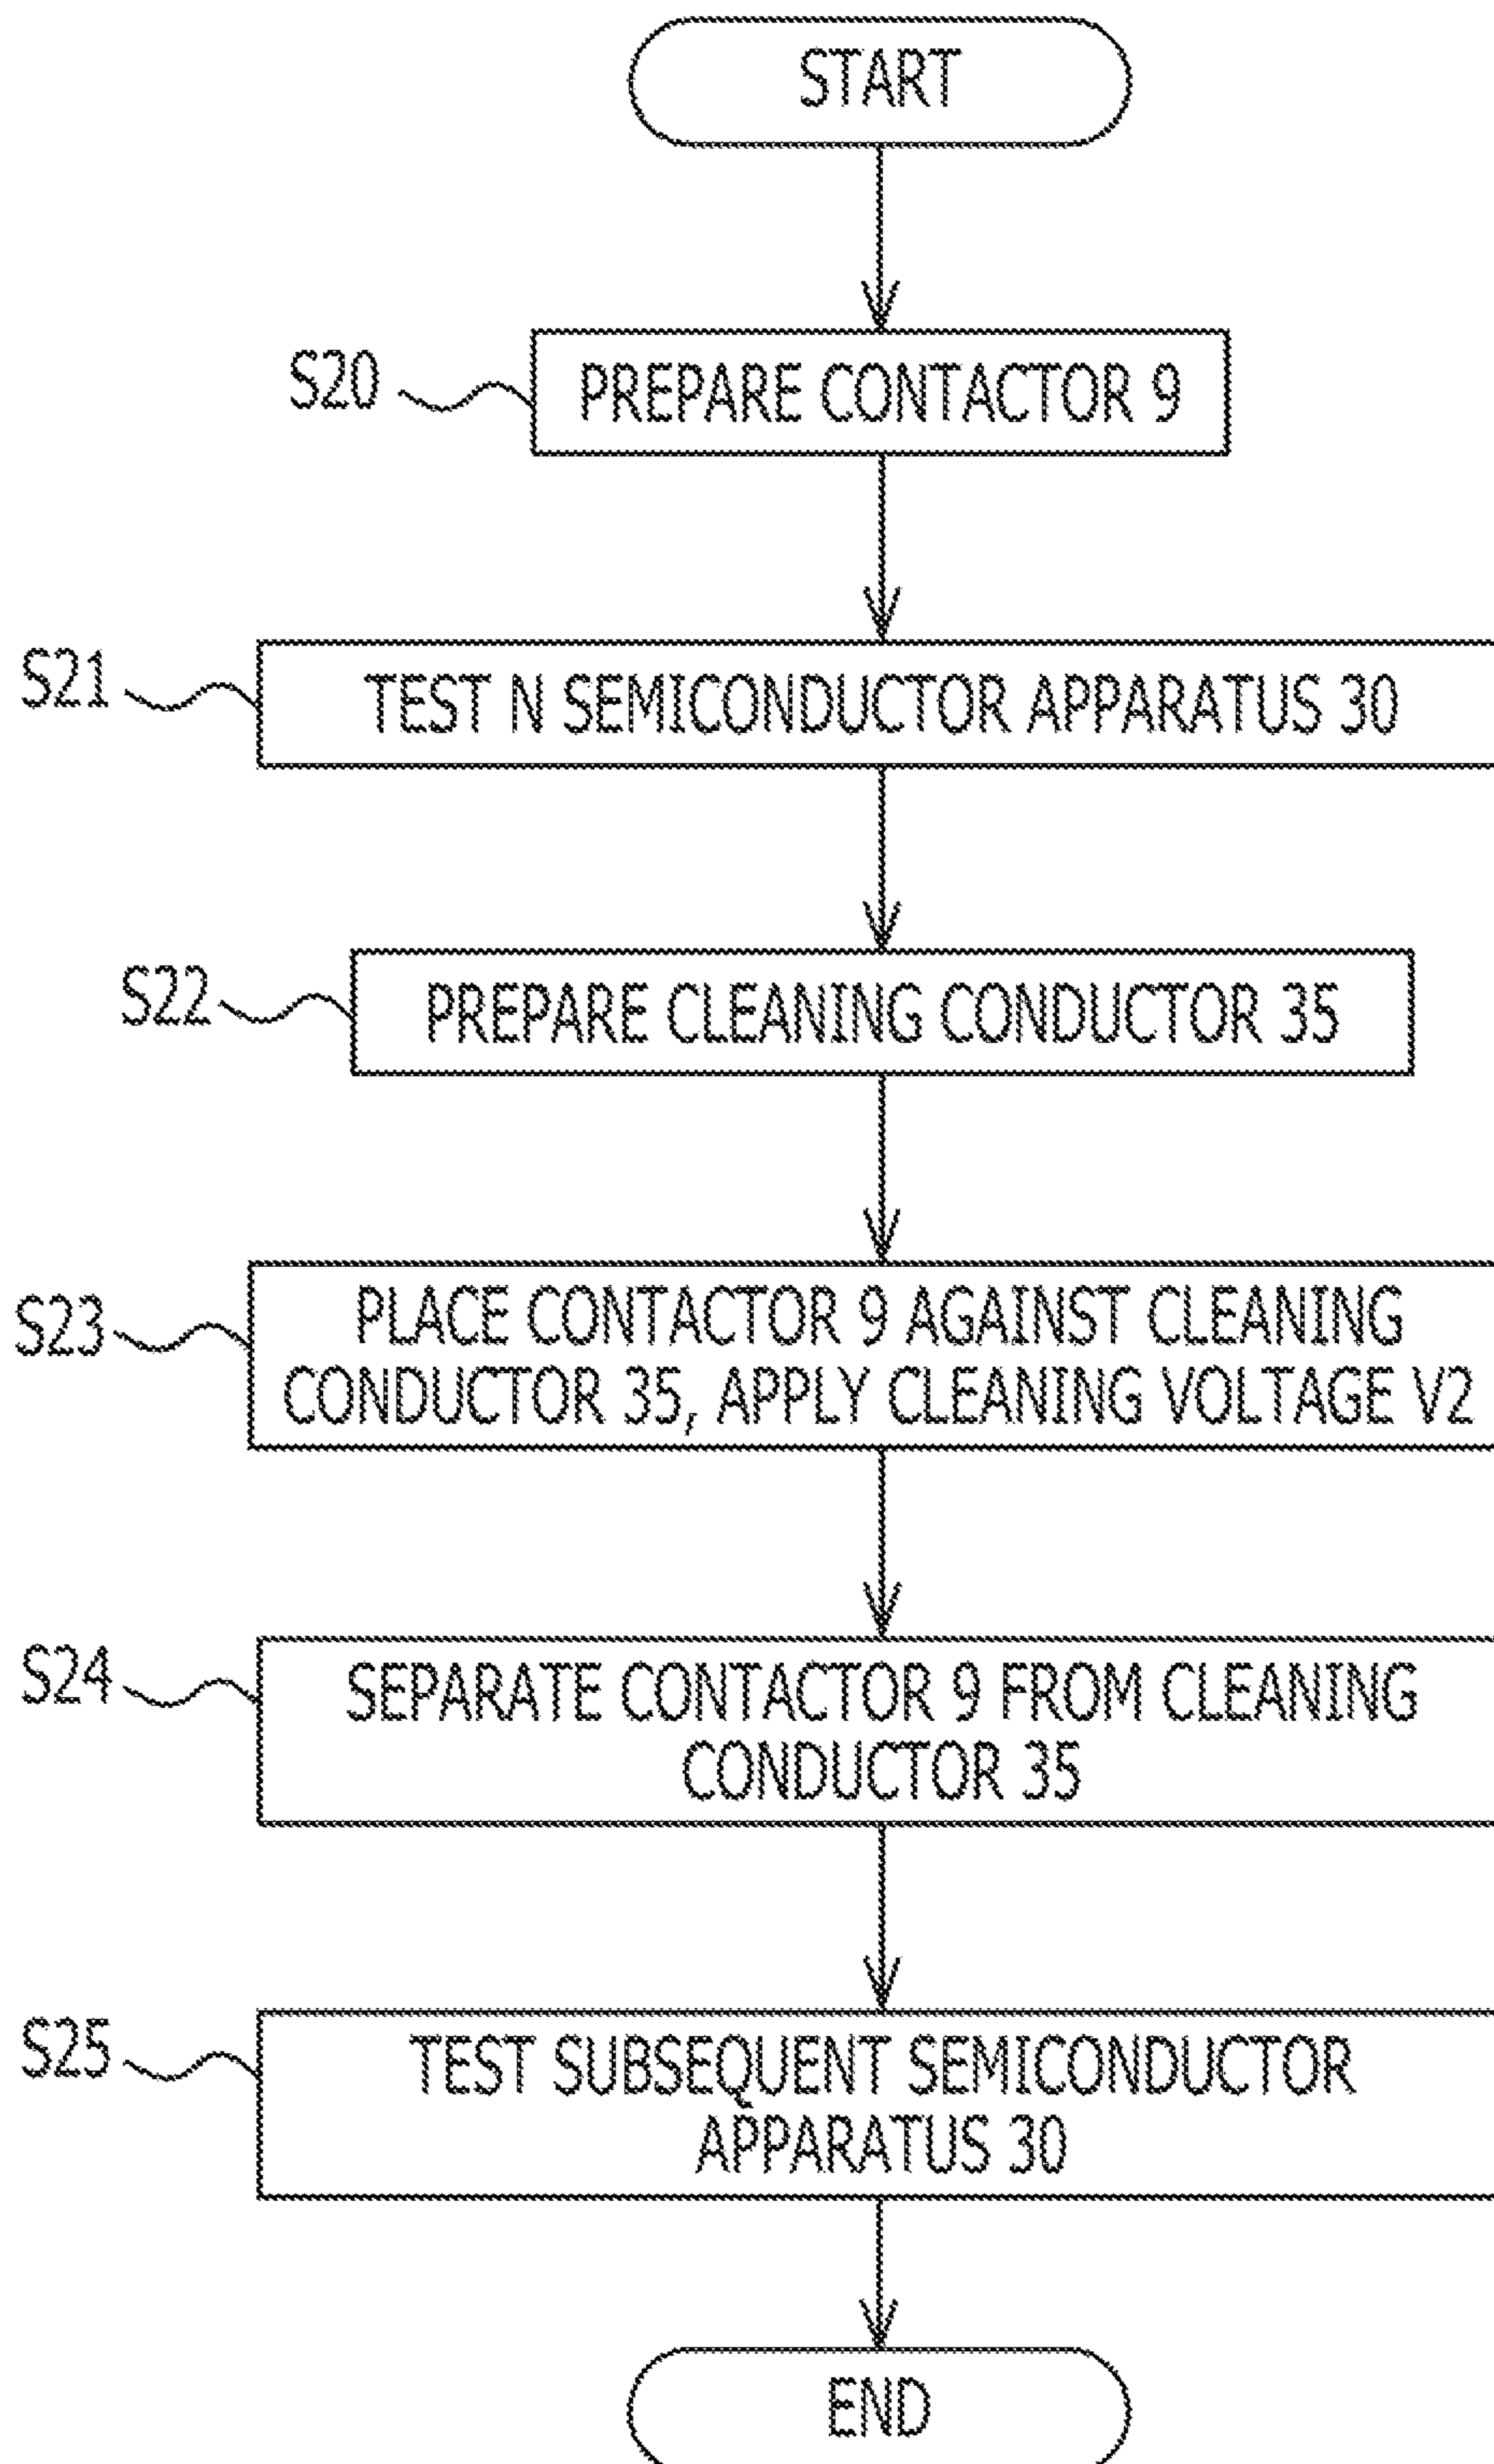 START
S20
PREPARE CONTACTOR 9
S21
TEST N SEMICONDUCTOR APPARATUS 30
S22
PREPARE CLEANING CONDUCTOR 35
S23
PLACE CONTACTOR 9 AGAINST CLEANING
CONDUCTOR 35, APPLY CLEANING VOLTAGE V2
S24
SEPARATE CONTACTOR 9 FROM CLEANING
CONDUCTOR 35
S25
TEST SUBSEQUENT SEMICONDUCTOR
APPARATUS 30
END